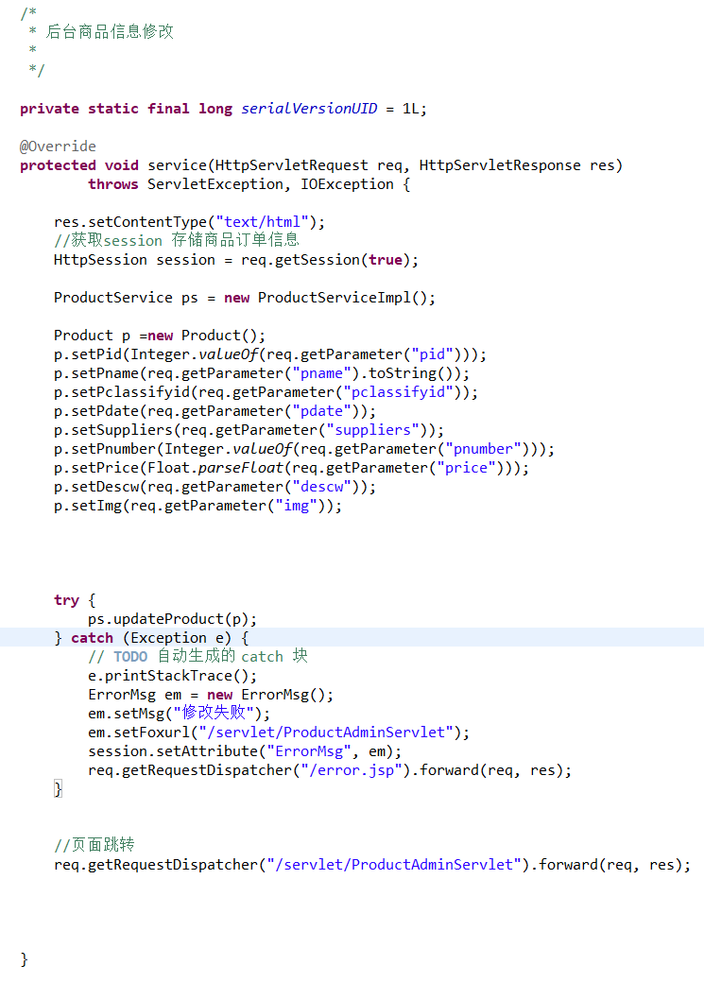 /*
 * 后台商品信息修改
 *
 */
private static final long serialVersionUID = 1L;
@Override
protected void service(HttpServletRequest req, HttpServletResponse res)
        throws ServletException, IOException {
    res.setContentType("text/html");
    //获取session 存储商品订单信息
    HttpSession session = req.getSession(true);
    ProductService ps = new ProductServiceImpl();
    Product p =new Product();
    p.setPid(Integer.valueOf(req.getParameter("pid")));
    p.setPname(req.getParameter("pname").toString());
    p.setPclassifyid(req.getParameter("pclassifyid"));
    p.setPdate(req.getParameter("pdate"));
    p.setSuppliers(req.getParameter("suppliers"));
    p.setPnumber(Integer.valueOf(req.getParameter("pnumber")));
    p.setPrice(Float.parseFloat(req.getParameter("price")));
    p.setDescw(req.getParameter("descw"));
    p.setImg(req.getParameter("img"));
    try {
        ps.updateProduct(p);
    } catch (Exception e) {
        // TODO 自动生成的 catch 块
        e.printStackTrace();
        ErrorMsg em = new ErrorMsg();
        em.setMsg("修改失败");
        em.setFoxurl("/servlet/ProductAdminServlet");
        session.setAttribute("ErrorMsg", em);
        req.getRequestDispatcher("/error.jsp").forward(req, res);
    }
    //页面跳转
    req.getRequestDispatcher("/servlet/ProductAdminServlet").forward(req, res);
}